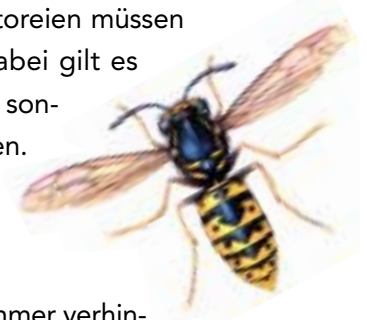 toreien müssen
abei gilt es
son-
en.
mmer verhin-